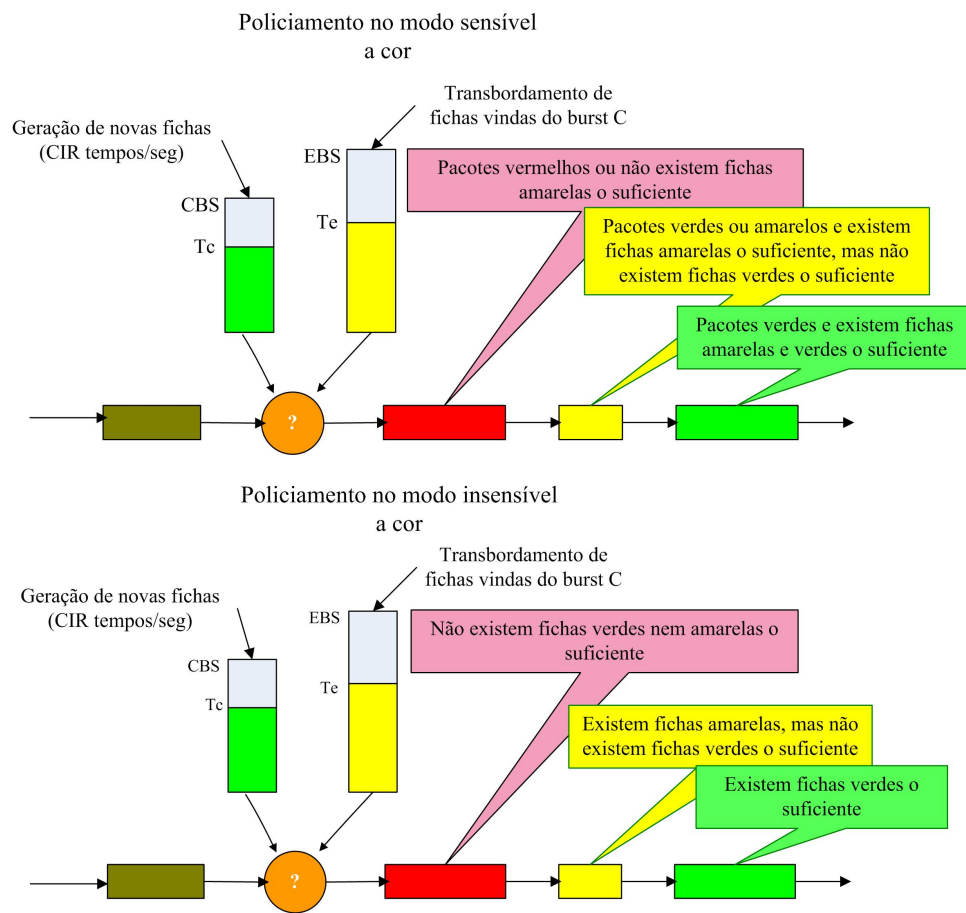 Policiamento no modo sensível
a cor
Transbordamento de
fichas vindas do burst C
Geração de novas fichas
(CIR tempos/seg)
EBS
CBS
Te
Tc
Pacotes vermelhos ou não existem fichas
amarelas o suficiente
Pacotes verdes ou amarelos e existem
fichas amarelas o suficiente, mas não
existem fichas verdes o suficiente
Pacotes verdes e existem fichas
amarelas e verdes o suficiente
?
Policiamento no modo insensível
a cor
Transbordamento de
fichas vindas do burst C
Geração de novas fichas
(CIR tempos/seg)
EBS
CBS
Te
Tc
Não existem fichas verdes nem amarelas o
suficiente
Existem fichas amarelas, mas não
existem fichas verdes o suficiente
Existem fichas verdes o
suficiente
?